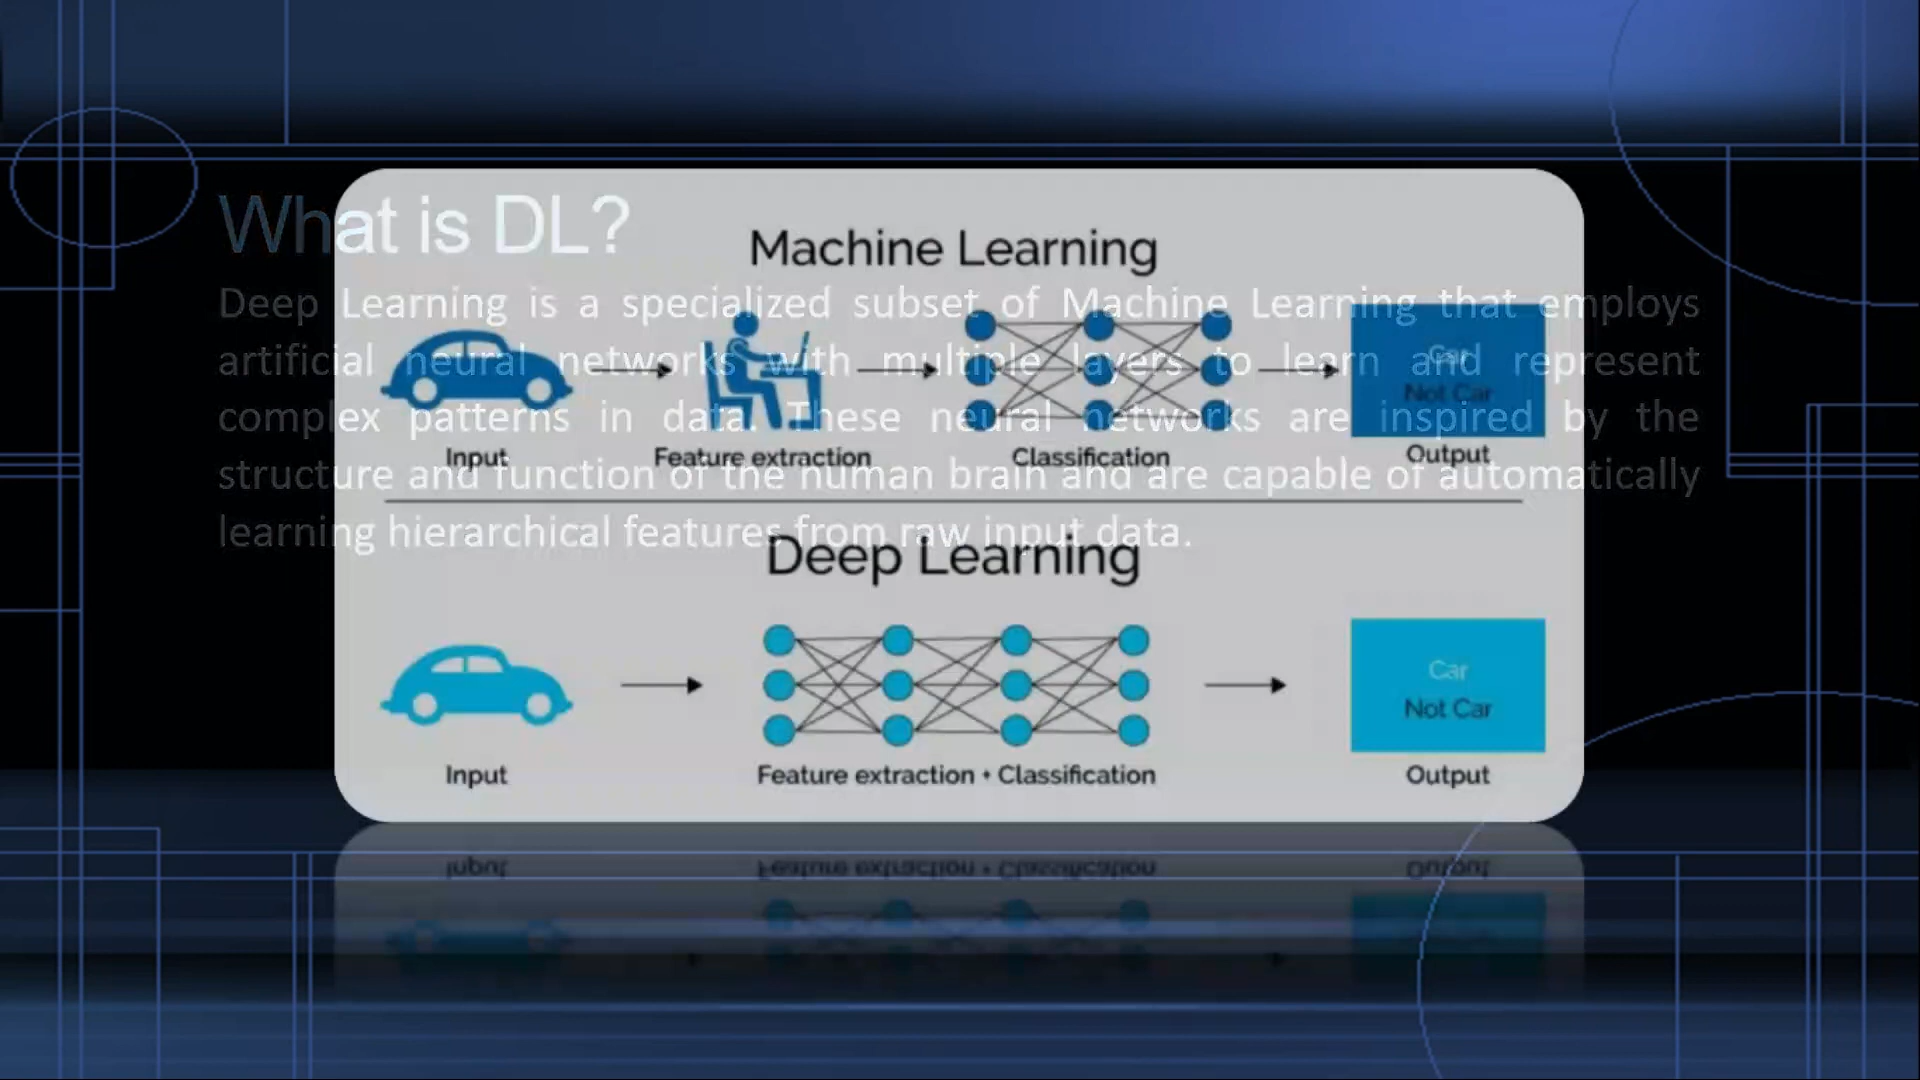 What is DL?
Deep Learning is a specialized subset of Machine Learning that employs
artificial neural networks with multiple layers to learn and represent
complex patterns in data. These neural networks are inspired by the
structure and function of the human brain and are capable of automatically
learning hierarchical features from raw input data.
Machine Learning
Car
Not Car
Input
Feature extraction
Classification
Output
Deep Learning
Car
Not Car
Input
Feature extraction + Classification
Output